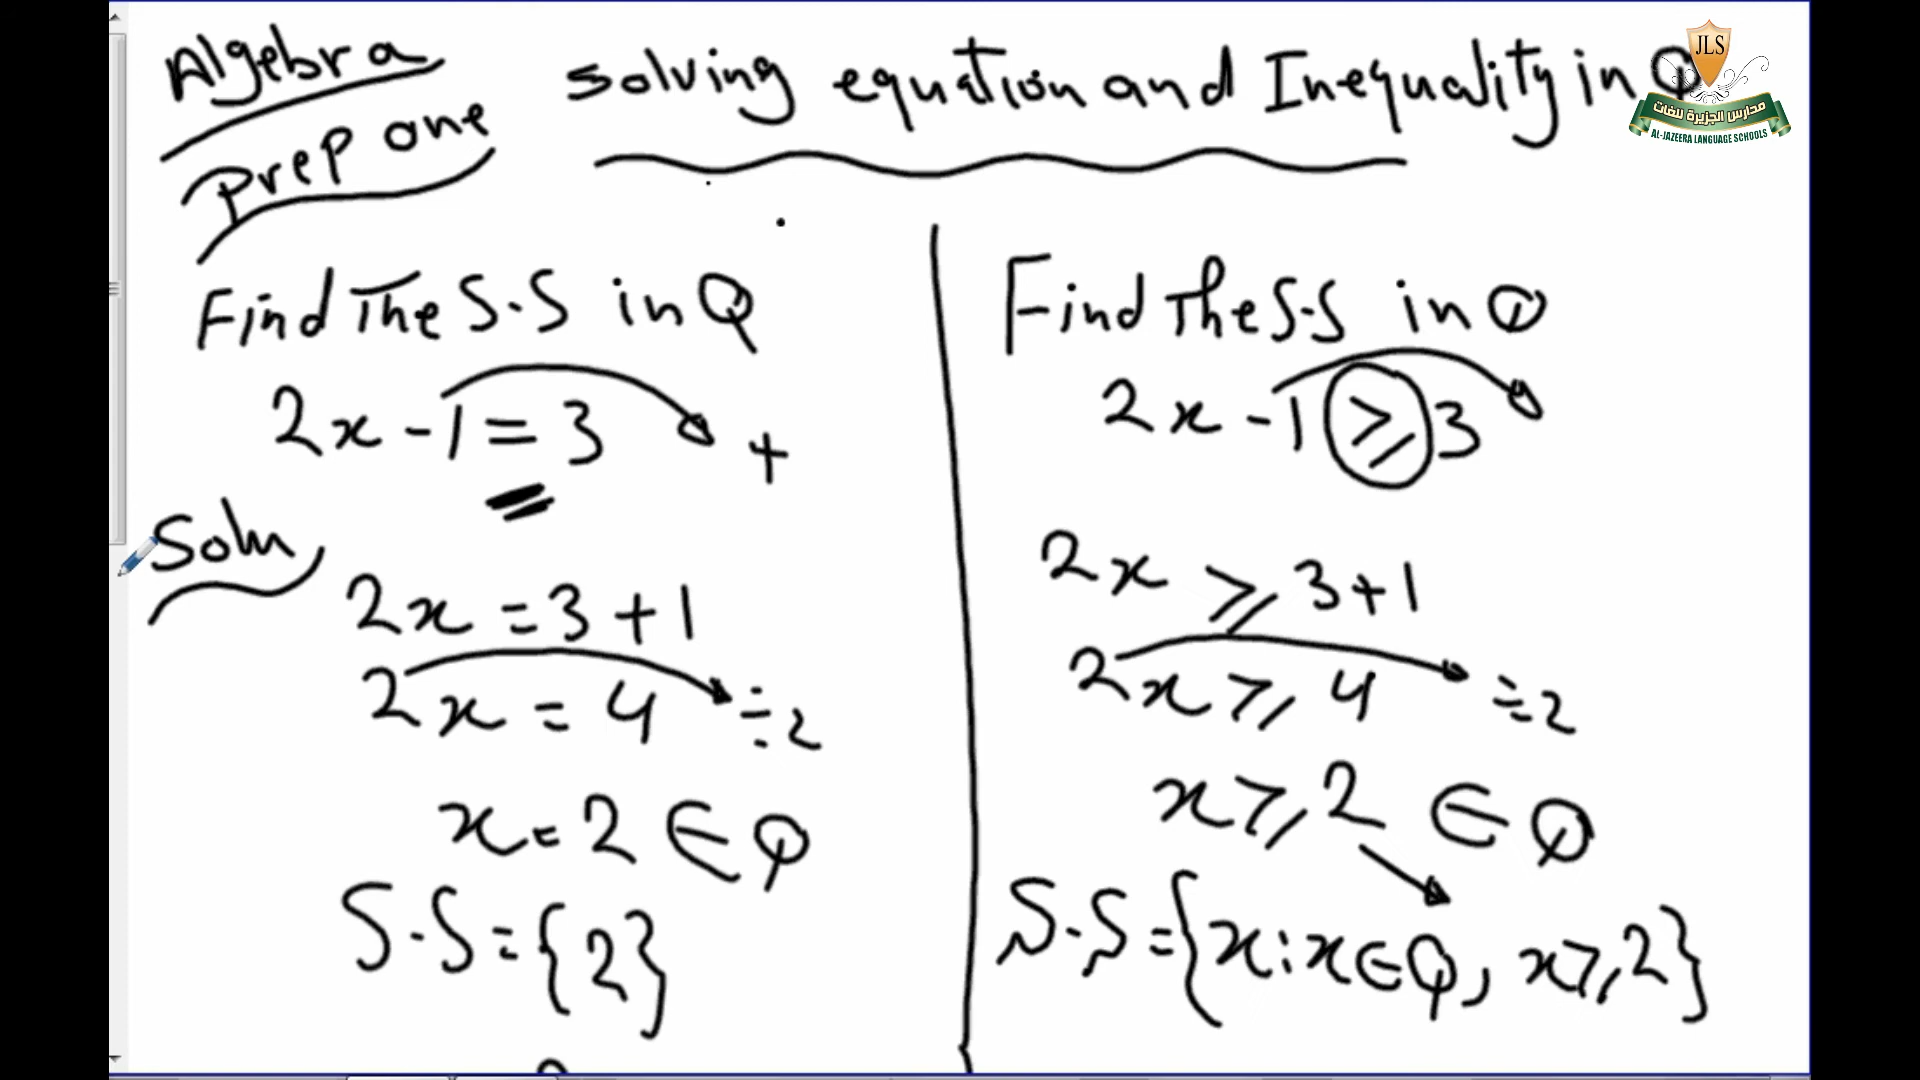 Algebra
Prep one
solving equation and Inequality in Q
JLS
مدارس الجزيرة للغات
AL-JAZEERA LANGUAGE SCHOOLS
Find The S.S in Q
2x - 1 = 3 +
Soln
2x = 3 + 1
2x = 4 ÷2
x = 2 ∈ Q
S.S = {2}
Find The S.S in Q
2x - 1 ⩾ 3
2x ⩾ 3 + 1
2x ⩾ 4 ÷2
x ⩾ 2 ∈ Q
S.S = {x : x ∈ Q, x ⩾ 2}